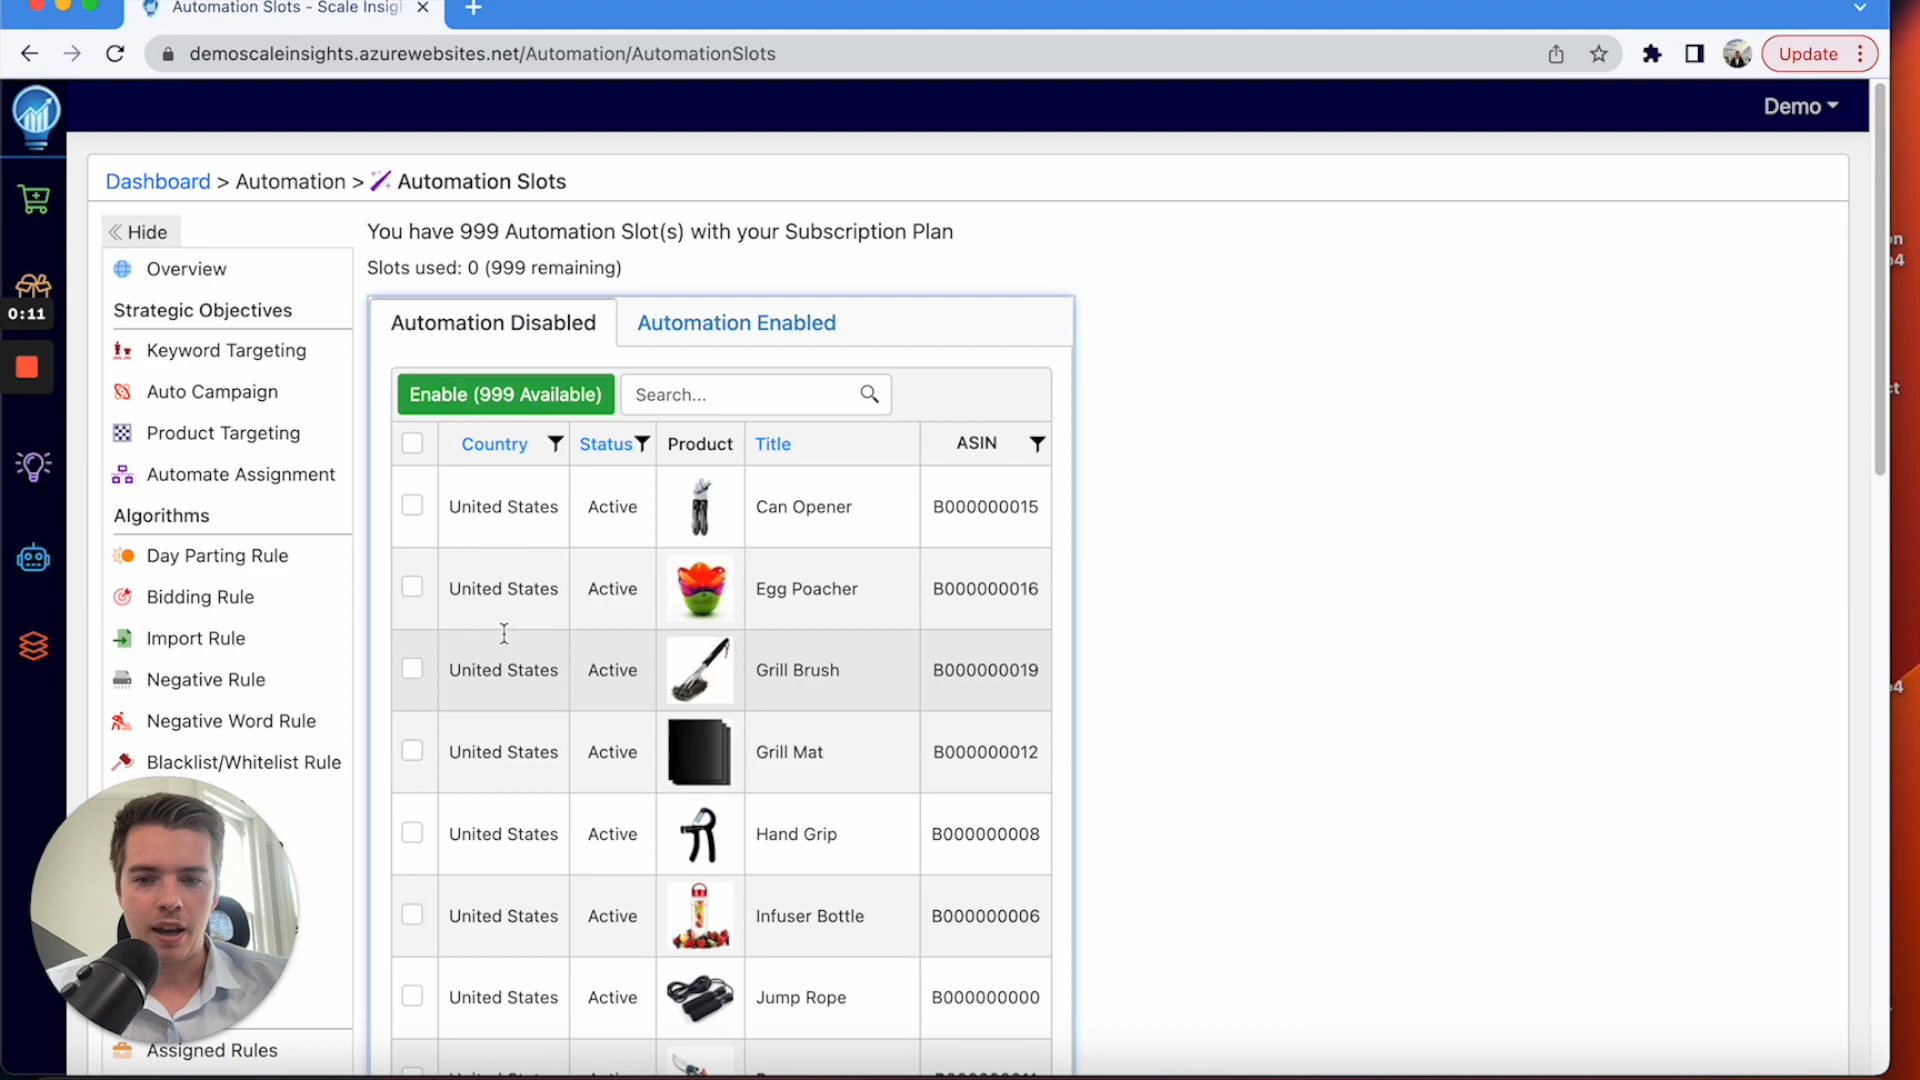 Automation Slots - Scale Insig
demoscaleinsights.azurewebsites.net/Automation/AutomationSlots
Update
Demo
Dashboard > Automation > Automation Slots
Hide
Overview
Strategic Objectives
Keyword Targeting
Auto Campaign
Product Targeting
Automate Assignment
Algorithms
Day Parting Rule
Bidding Rule
Import Rule
Negative Rule
Negative Word Rule
Blacklist/Whitelist Rule
Assigned Rules
0:11
You have 999 Automation Slot(s) with your Subscription Plan
Slots used: 0 (999 remaining)
Automation Disabled Automation Enabled
Enable (999 Available) Search...
Country Status Product Title ASIN
United States Active Can Opener B000000015
United States Active Egg Poacher B000000016
United States Active Grill Brush B000000019
United States Active Grill Mat B000000012
United States Active Hand Grip B000000008
United States Active Infuser Bottle B000000006
United States Active Jump Rope B000000000